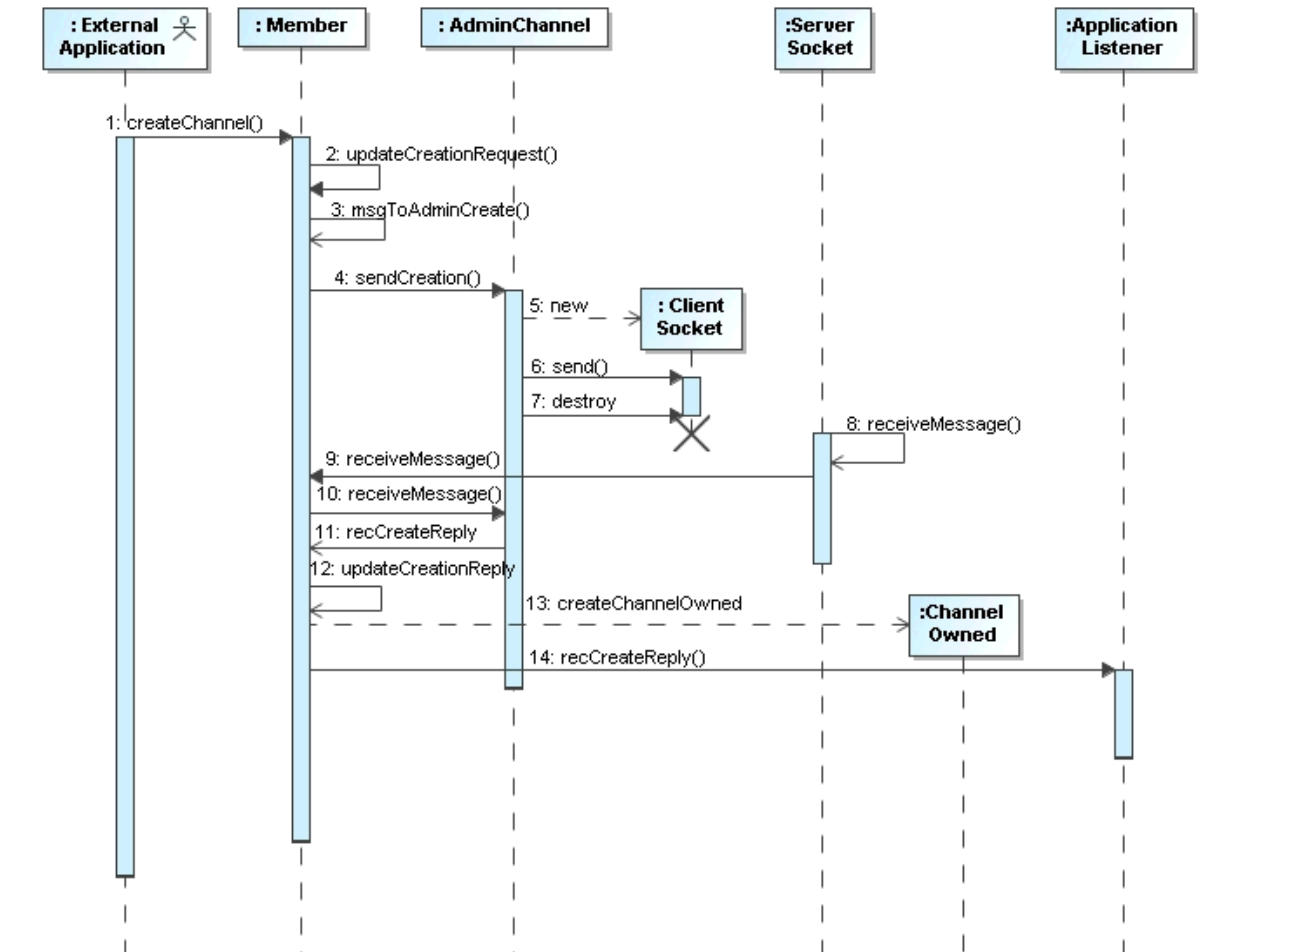 : External
Application
: Member
: AdminChannel
:Server
Socket
:Application
Listener
1: createChannel()
2: updateCreationRequest()
3: msgToAdminCreate()
4: sendCreation()
5: new
: Client
Socket
6: send()
7: destroy
8: receiveMessage()
9: receiveMessage()
10: receiveMessage()
11: recCreateReply
12: updateCreationReply
13: createChannelOwned
:Channel
Owned
14: recCreateReply()